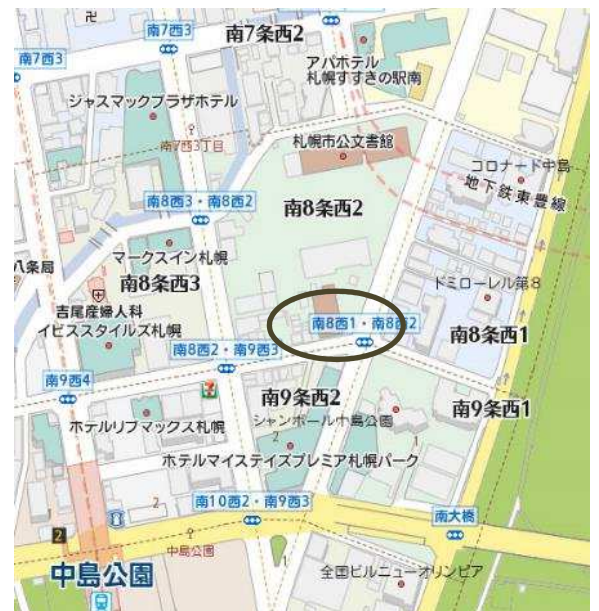 卍
南7西3
南7条西2
南7西2
南7西3
アパホテル
札幌すすきの駅南
ジャスマックプラザホテル
札幌市公文書館
南7西3丁目
コロナード中島
地下鉄東豊線
南8西3・南8西2
南8条西2
八条局
マークスイン札幌
南8条西3
ドミローレル第8
吉尾産婦人科
イビススタイルズ札幌
南8西1・南8西2
南8条西1
南8西2・南9西3
南9西4
南9条西2
南9条西1
シャンボール中島公園
2
1
ホテルリブマックス札幌
ホテルマイステイズプレミア札幌パーク
2
南10西2・南9西3
南大橋
2
中島公園
1
中島公園
全国ビルニューオリンピア